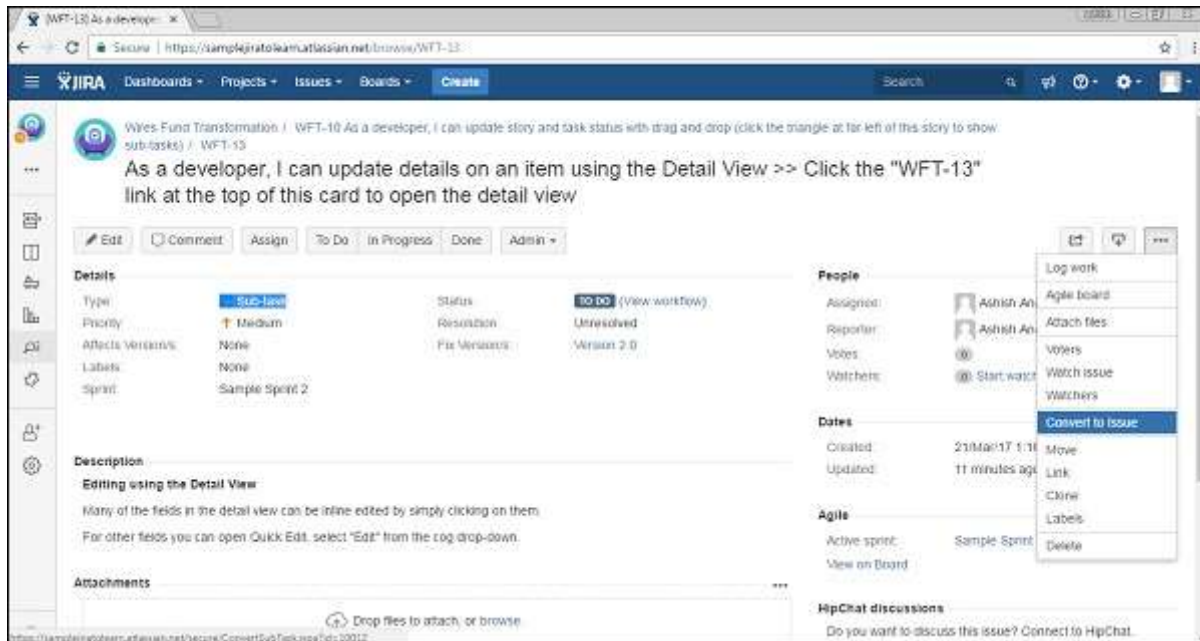 (WFT-13) As a develope
Secure | https://samplejiratolearn.atlassian.net/browse/WFT-13
JIRA Dashboards Projects Issues Boards Create Search
Wires Fund Transformation / WFT-10 As a developer, I can update story and task status with drag and drop (click the triangle at far left of this story to show
sub-tasks) / WFT-13
As a developer, I can update details on an item using the Detail View >> Click the "WFT-13"
link at the top of this card to open the detail view
Edit Comment Assign To Do In Progress Done Admin
Details
Type: Sub-task Status: TO DO (View workflow)
Priority: Medium Resolution: Unresolved
Affects Version/s: None Fix Version/s: Version 2.0
Labels: None
Sprint: Sample Sprint 2
Description
Editing using the Detail View
Many of the fields in the detail view can be inline edited by simply clicking on them.
For other fields you can open Quick Edit, select "Edit" from the cog drop-down.
Attachments
Drop files to attach, or browse.
https://samplejiratolearn.atlassian.net/secure/ConvertSubTask.jspa?id=10012
People
Assignee: Ashish An
Reporter: Ashish An
Votes: 0
Watchers: 0 Start watch
Dates
Created: 21/Mar/17 1:1
Updated: 11 minutes ago
Agile
Active sprint: Sample Sprint
View on Board
HipChat discussions
Do you want to discuss this issue? Connect to HipChat.
Log work
Agile board
Attach files
Voters
Watch issue
Watchers
Convert to Issue
Move
Link
Clone
Labels
Delete